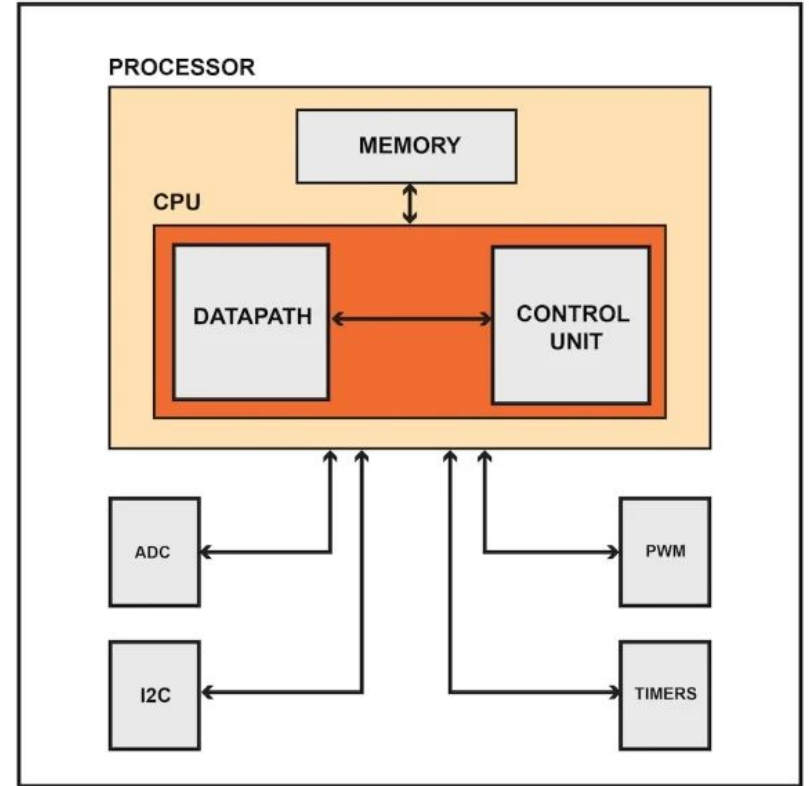 PROCESSOR
MEMORY
CPU
DATAPATH
CONTROL
UNIT
ADC
PWM
I2C
TIMERS